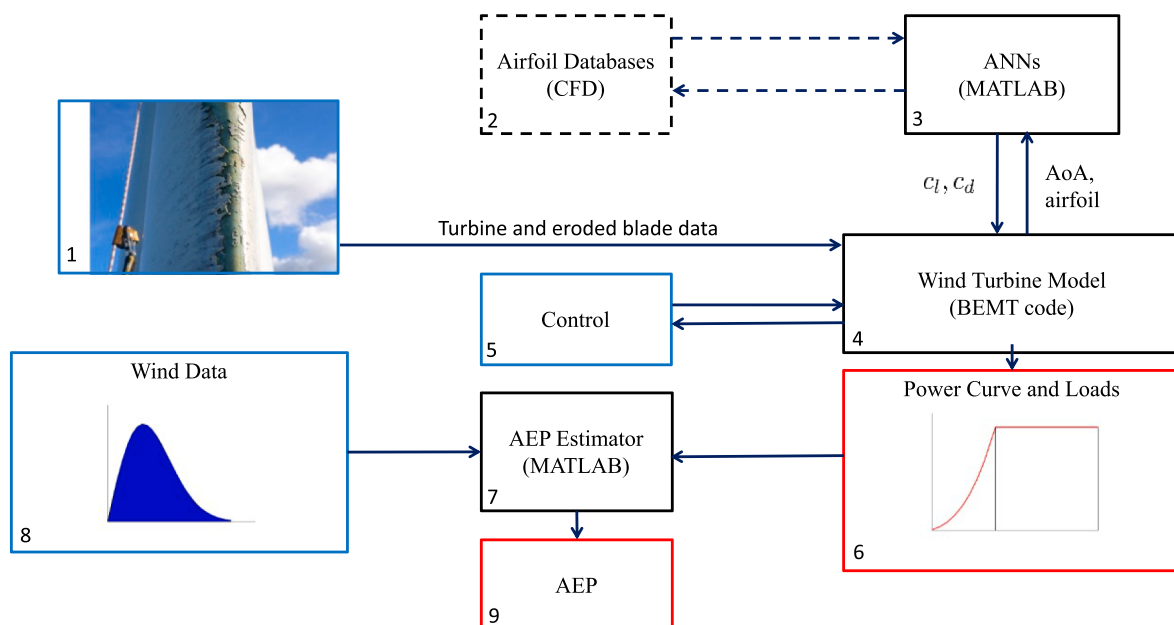 Airfoil Databases
(CFD)
2
ANNs
(MATLAB)
3
c_l, c_d
AoA,
airfoil
1
Turbine and eroded blade data
Control
5
Wind Turbine Model
(BEMT code)
4
Wind Data
8
AEP Estimator
(MATLAB)
7
Power Curve and Loads
6
AEP
9